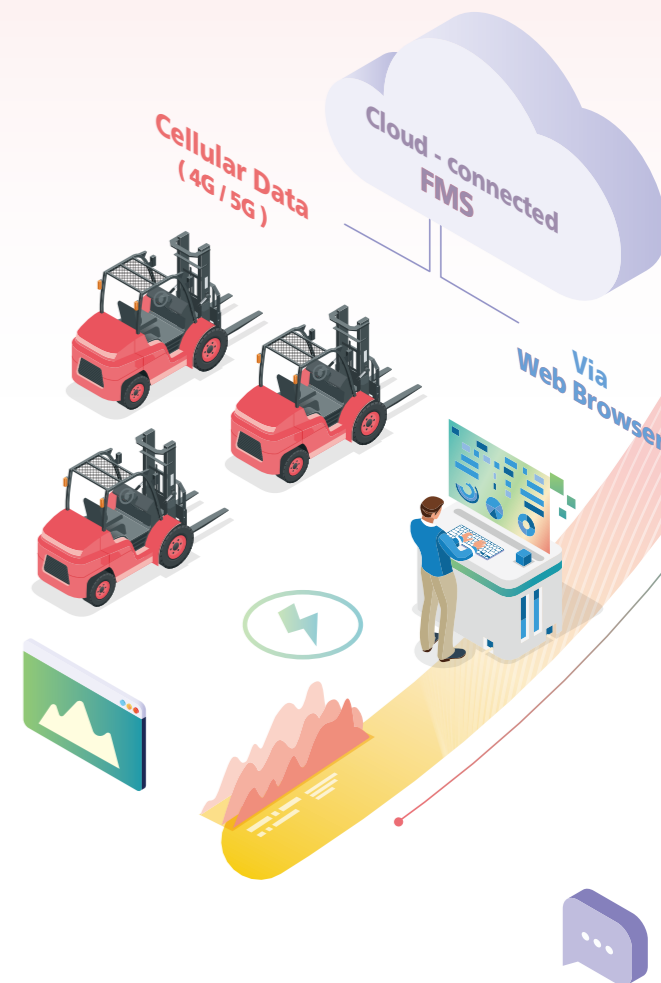 Cellular Data
( 4G / 5G )
Cloud - connected
FMS
Via
Web Browser